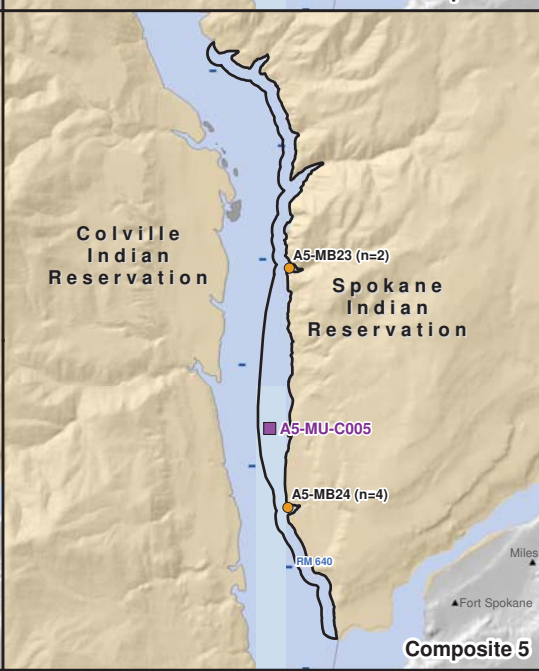 Colville
Indian
Reservation
A5-MB23 (n=2)
Spokane
Indian
Reservation
A5-MU-C005
A5-MB24 (n=4)
RM 640
Miles
Fort Spokane
Composite 5